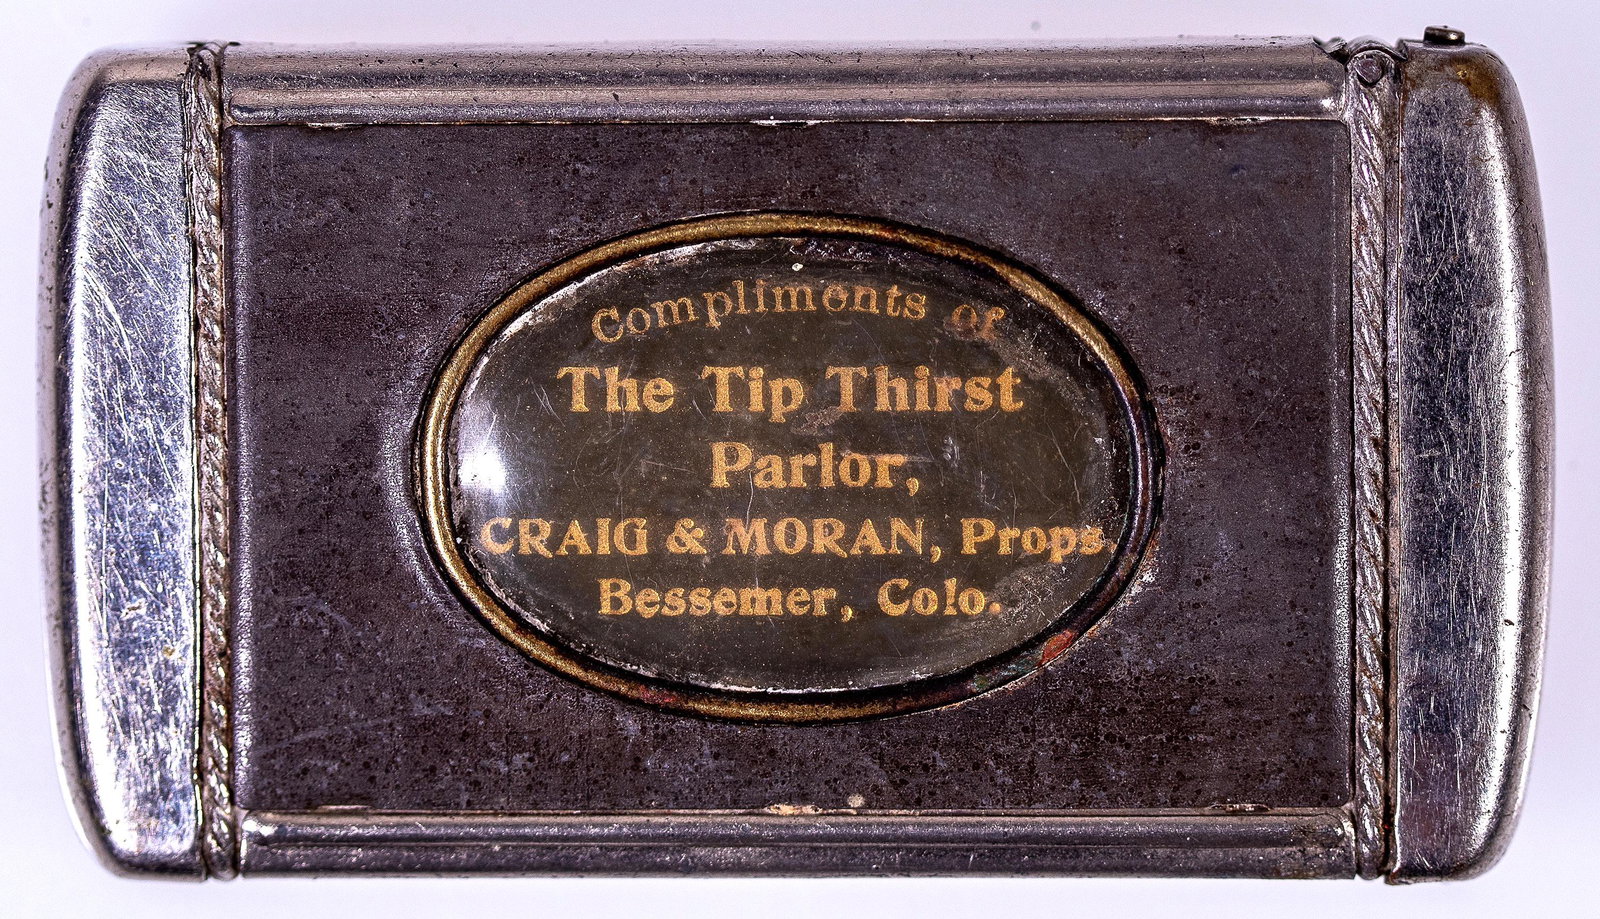 Compliments of
The Tip Thirst
Parlor,
CRAIG & MORAN, Props.
Bessemer, Colo.